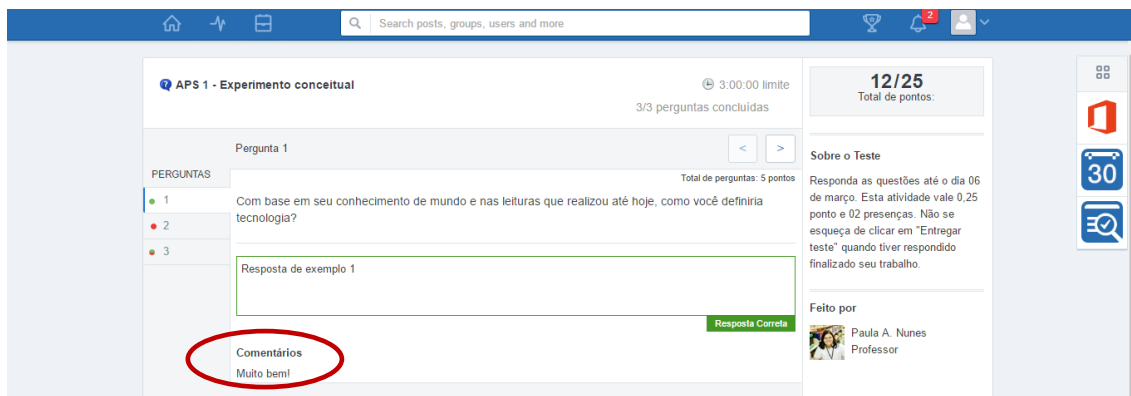 Search posts, groups, users and more
2
APS 1 - Experimento conceitual
3:00:00 limite
3/3 perguntas concluídas
12/25
Total de pontos:
Pergunta 1
<
>
PERGUNTAS
1
2
3
Total de perguntas: 5 pontos
Com base em seu conhecimento de mundo e nas leituras que realizou até hoje, como você definiria
tecnologia?
Resposta de exemplo 1
Resposta Correta
Comentários
Muito bem!
Sobre o Teste
Responda as questões até o dia 06
de março. Esta atividade vale 0,25
ponto e 02 presenças. Não se
esqueça de clicar em "Entregar
teste" quando tiver respondido
finalizado seu trabalho.
Feito por
Paula A. Nunes
Professor
30